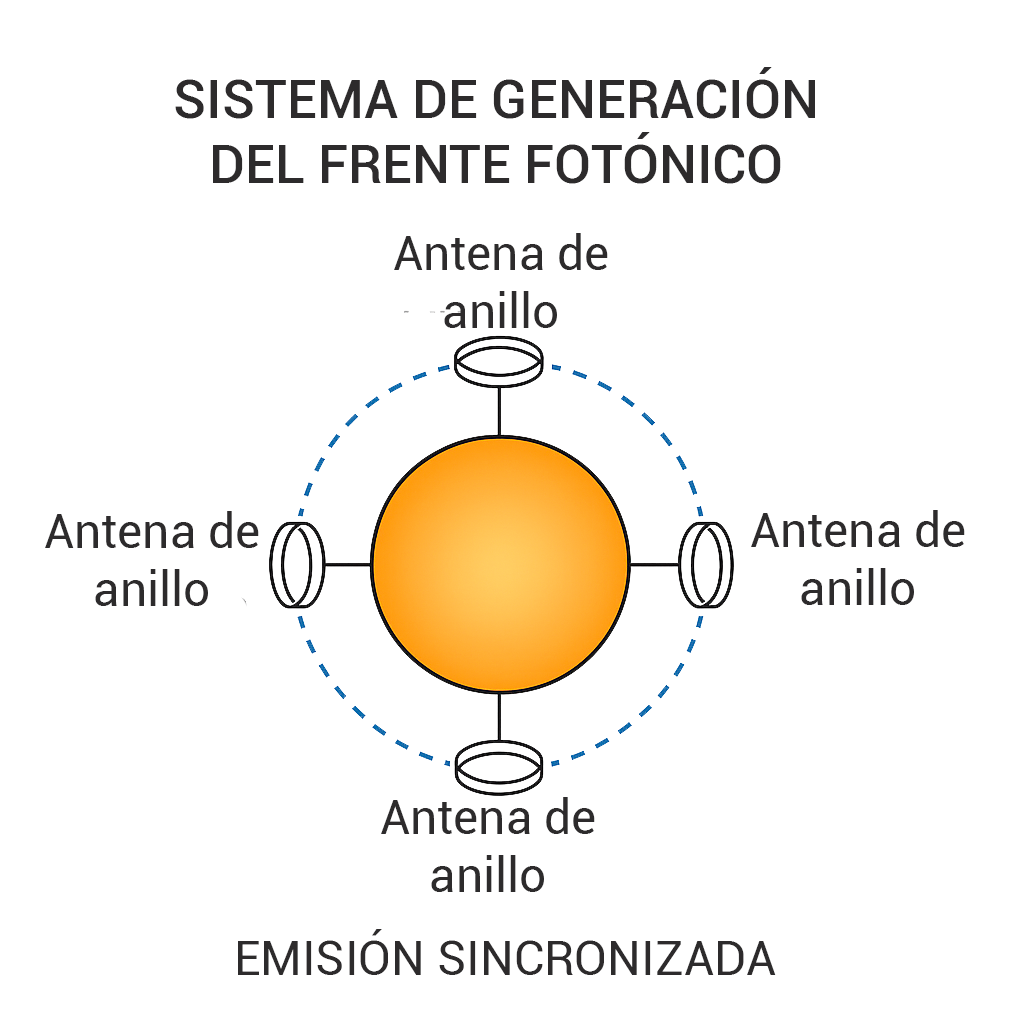 SISTEMA DE GENERACIÓN
DEL FRENTE FOTÓNICO
Antena de
anillo
Antena de
anillo
Antena de
anillo
Antena de
anillo
EMISIÓN SINCRONIZADA